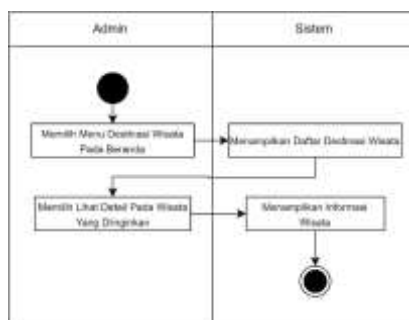 Admin
Sistem
Memilih Menu Destinasi Wisata
Pada Beranda
Menampilkan Daftar Destinasi Wisata
Memilih Lihat Detail Pada Wisata
Yang Diinginkan
Menampilkan Informasi
Wisata